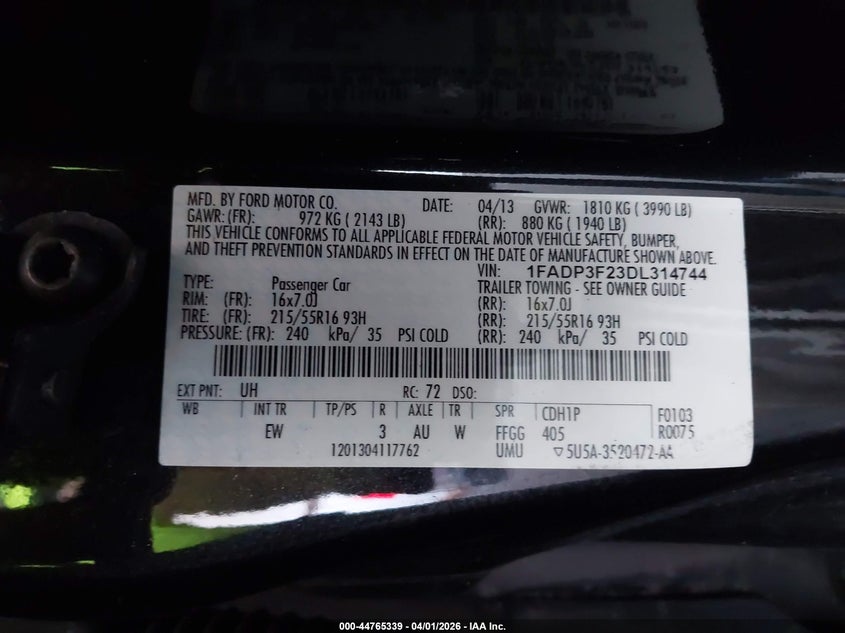 MFD. BY FORD MOTOR CO. DATE: 04/13 GVWR: 1810 KG ( 3990 LB)
GAWR: (FR): 972 KG ( 2143 LB) (RR): 880 KG ( 1940 LB)
THIS VEHICLE CONFORMS TO ALL APPLICABLE FEDERAL MOTOR VEHICLE SAFETY, BUMPER,
AND THEFT PREVENTION STANDARDS IN EFFECT ON THE DATE OF MANUFACTURE SHOWN ABOVE.
VIN: 1FADP3F23DL314744
TYPE: Passenger Car TRAILER TOWING - SEE OWNER GUIDE
RIM: (FR): 16x7.0J (RR): 16x7.0J
TIRE: (FR): 215/55R16 93H (RR): 215/55R16 93H
PRESSURE: (FR): 240 kPa/ 35 PSI COLD (RR): 240 kPa/ 35 PSI COLD
EXT PNT: UH RC: 72 DSO:
WB INT TR TP/PS R AXLE TR SPR CDH1P F0103
EW 3 AU W FFGG 405 R0075
1201304117762 UMU ▽5U5A-3520472-AA
000-44765339 | 04/01/2026 - IAA Inc.